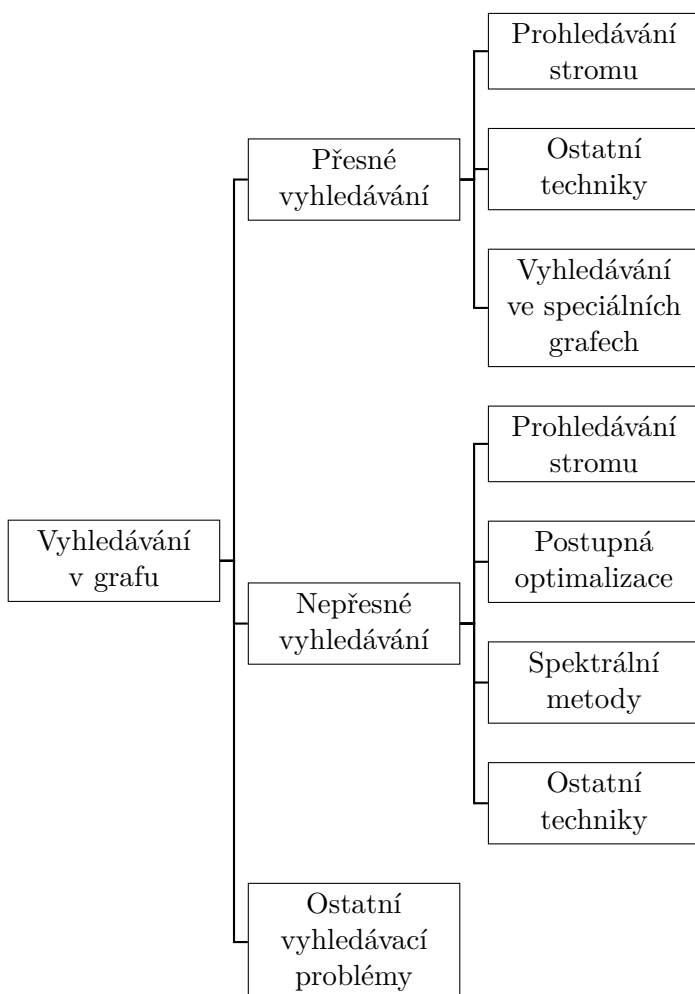 Vyhledávání
v grafu
Přesné
vyhledávání
Prohledávání
stromu
Ostatní
techniky
Vyhledávání
ve speciálních
grafech
Nepřesné
vyhledávání
Prohledávání
stromu
Postupná
optimalizace
Spektrální
metody
Ostatní
techniky
Ostatní
vyhledávací
problémy